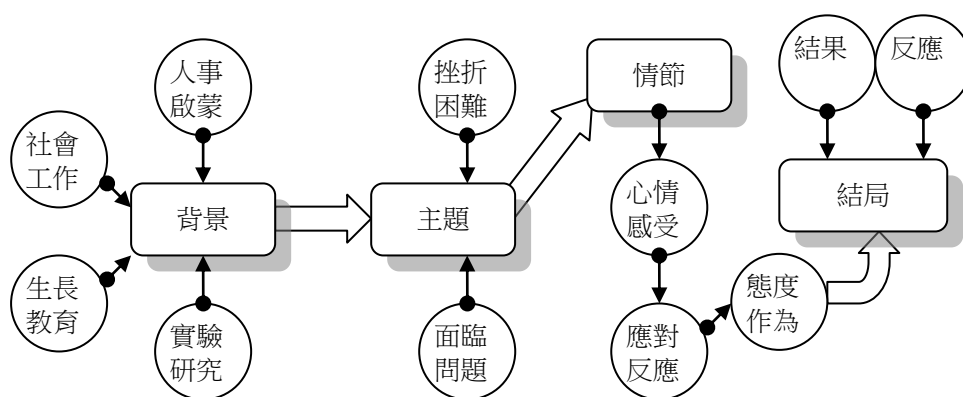 人事
啟蒙
社會
工作
生長
教育
實驗
研究
背景
挫折
困難
主題
面臨
問題
情節
心情
感受
應對
反應
態度
作為
結果
反應
結局